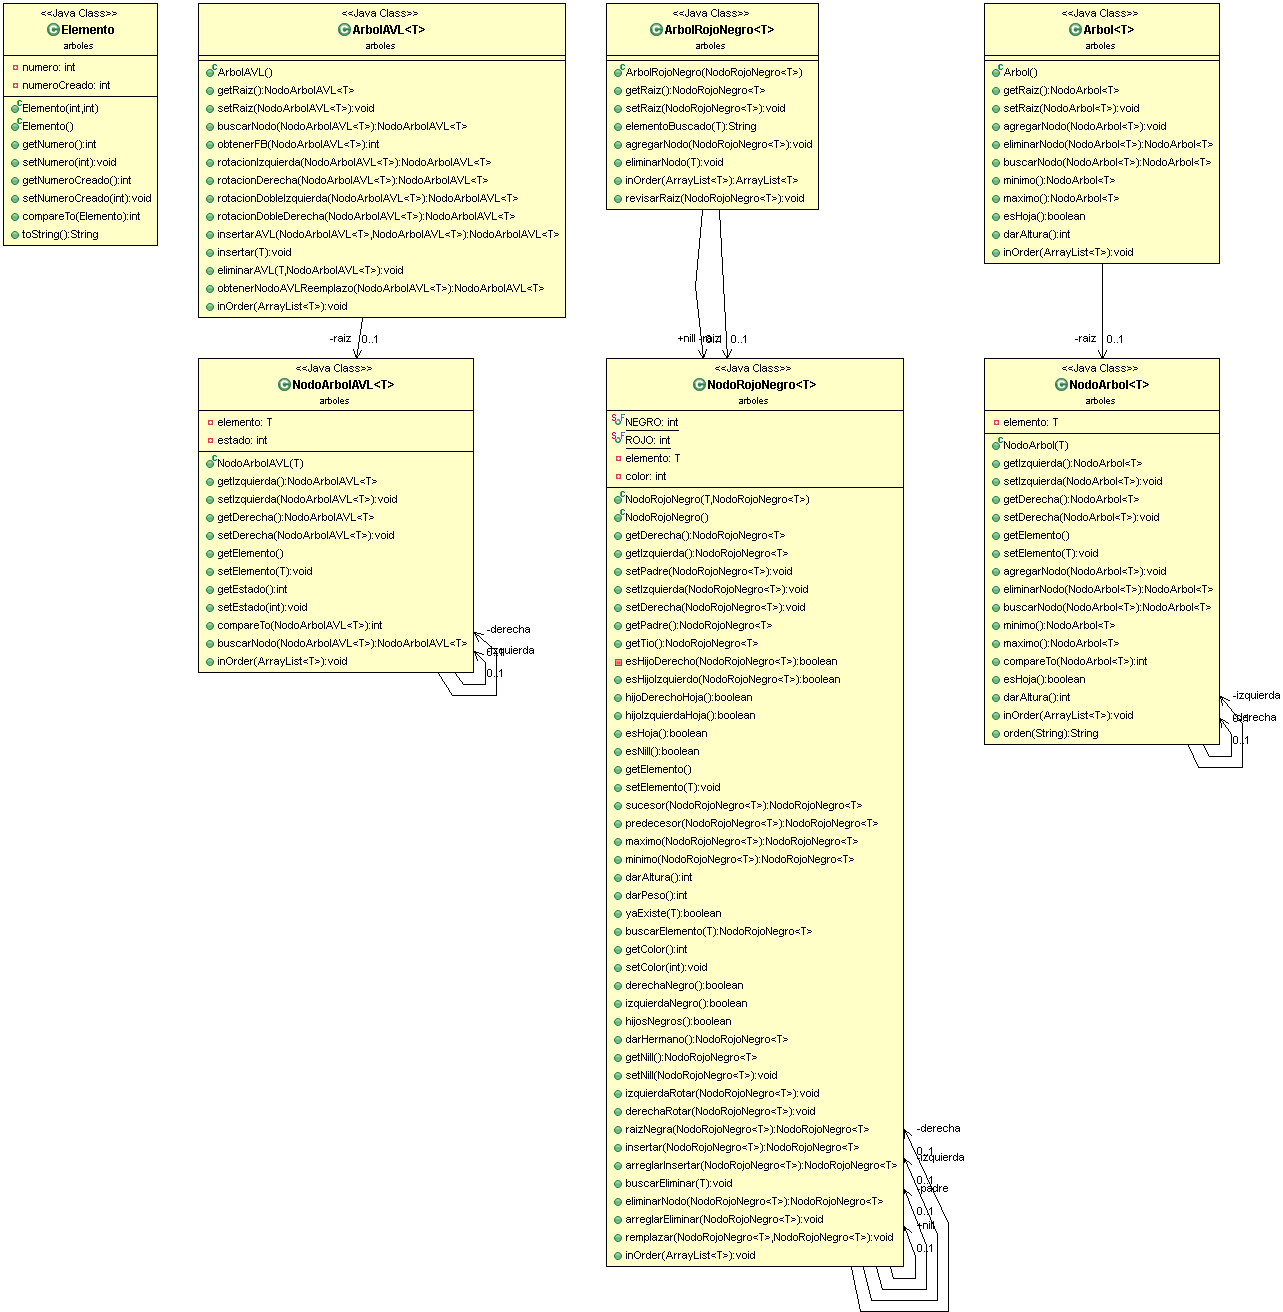 <<Java Class>>
Elemento
arboles
numero: int
numeroCreado: int
Elemento(int,int)
Elemento()
getNumero():int
setNumero(int):void
getNumeroCreado():int
setNumeroCreado(int):void
compareTo(Elemento):int
toString():String
<<Java Class>>
ArbolAVL<T>
arboles
ArbolAVL()
getRaiz():NodoArbolAVL<T>
setRaiz(NodoArbolAVL<T>):void
buscarNodo(NodoArbolAVL<T>):NodoArbolAVL<T>
obtenerFB(NodoArbolAVL<T>):int
rotacionIzquierda(NodoArbolAVL<T>):NodoArbolAVL<T>
rotacionDerecha(NodoArbolAVL<T>):NodoArbolAVL<T>
rotacionDobleIzquierda(NodoArbolAVL<T>):NodoArbolAVL<T>
rotacionDobleDerecha(NodoArbolAVL<T>):NodoArbolAVL<T>
insertarAVL(NodoArbolAVL<T>,NodoArbolAVL<T>):NodoArbolAVL<T>
insertar(T):void
eliminarAVL(T,NodoArbolAVL<T>):void
obtenerNodoAVLReemplazo(NodoArbolAVL<T>):NodoArbolAVL<T>
inOrder(ArrayList<T>):void
<<Java Class>>
ArbolRojoNegro<T>
arboles
ArbolRojoNegro(NodoRojoNegro<T>)
getRaiz():NodoRojoNegro<T>
setRaiz(NodoRojoNegro<T>):void
elementoBuscado(T):String
agregarNodo(NodoRojoNegro<T>):void
eliminarNodo(T):void
inOrder(ArrayList<T>):ArrayList<T>
revisarRaiz(NodoRojoNegro<T>):void
<<Java Class>>
Arbol<T>
arboles
Arbol()
getRaiz():NodoArbol<T>
setRaiz(NodoArbol<T>):void
agregarNodo(NodoArbol<T>):void
eliminarNodo(NodoArbol<T>):NodoArbol<T>
buscarNodo(NodoArbol<T>):NodoArbol<T>
minimo():NodoArbol<T>
maximo():NodoArbol<T>
esHoja():boolean
darAltura():int
inOrder(ArrayList<T>):void
-raiz 0..1
+nill -raiz 0..1
-raiz 0..1
<<Java Class>>
NodoArbolAVL<T>
arboles
elemento: T
estado: int
NodoArbolAVL(T)
getIzquierda():NodoArbolAVL<T>
setIzquierda(NodoArbolAVL<T>):void
getDerecha():NodoArbolAVL<T>
setDerecha(NodoArbolAVL<T>):void
getElemento()
setElemento(T):void
getEstado():int
setEstado(int):void
compareTo(NodoArbolAVL<T>):int
buscarNodo(NodoArbolAVL<T>):NodoArbolAVL<T>
inOrder(ArrayList<T>):void
-derecha
0..1
-izquierda
0..1
<<Java Class>>
NodoRojoNegro<T>
arboles
NEGRO: int
ROJO: int
elemento: T
color: int
NodoRojoNegro(T,NodoRojoNegro<T>)
NodoRojoNegro()
getDerecha():NodoRojoNegro<T>
getIzquierda():NodoRojoNegro<T>
setPadre(NodoRojoNegro<T>):void
setIzquierda(NodoRojoNegro<T>):void
setDerecha(NodoRojoNegro<T>):void
getPadre():NodoRojoNegro<T>
getTio():NodoRojoNegro<T>
esHijoDerecho(NodoRojoNegro<T>):boolean
esHijoIzquierdo(NodoRojoNegro<T>):boolean
hijoDerechoHoja():boolean
hijoIzquierdaHoja():boolean
esHoja():boolean
esNill():boolean
getElemento()
setElemento(T):void
sucesor(NodoRojoNegro<T>):NodoRojoNegro<T>
predecesor(NodoRojoNegro<T>):NodoRojoNegro<T>
maximo(NodoRojoNegro<T>):NodoRojoNegro<T>
minimo(NodoRojoNegro<T>):NodoRojoNegro<T>
darAltura():int
darPeso():int
yaExiste(T):boolean
buscarElemento(T):NodoRojoNegro<T>
getColor():int
setColor(int):void
derechaNegro():boolean
izquierdaNegro():boolean
hijosNegros():boolean
darHermano():NodoRojoNegro<T>
getNill():NodoRojoNegro<T>
setNill(NodoRojoNegro<T>):void
izquierdaRotar(NodoRojoNegro<T>):void
derechaRotar(NodoRojoNegro<T>):void
raizNegra(NodoRojoNegro<T>):NodoRojoNegro<T>
insertar(NodoRojoNegro<T>):NodoRojoNegro<T>
arreglarInsertar(NodoRojoNegro<T>):NodoRojoNegro<T>
buscarEliminar(T):void
eliminarNodo(NodoRojoNegro<T>):NodoRojoNegro<T>
arreglarEliminar(NodoRojoNegro<T>):void
remplazar(NodoRojoNegro<T>,NodoRojoNegro<T>):void
inOrder(ArrayList<T>):void
-derecha
0..1
-izquierda
0..1
-padre
0..1
+nill
0..1
<<Java Class>>
NodoArbol<T>
arboles
elemento: T
NodoArbol(T)
getIzquierda():NodoArbol<T>
setIzquierda(NodoArbol<T>):void
getDerecha():NodoArbol<T>
setDerecha(NodoArbol<T>):void
getElemento()
setElemento(T):void
agregarNodo(NodoArbol<T>):void
eliminarNodo(NodoArbol<T>):NodoArbol<T>
buscarNodo(NodoArbol<T>):NodoArbol<T>
minimo():NodoArbol<T>
maximo():NodoArbol<T>
compareTo(NodoArbol<T>):int
esHoja():boolean
darAltura():int
inOrder(ArrayList<T>):void
orden(String):String
-izquierda
-derecha
0..1